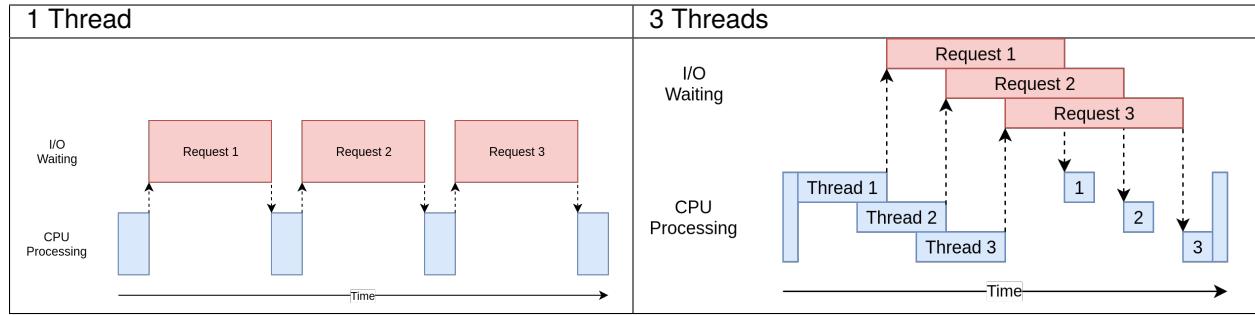 1 Thread
I/O
Waiting
Request 1
Request 2
Request 3
CPU
Processing
Time
3 Threads
I/O
Waiting
Request 1
Request 2
Request 3
CPU
Processing
Thread 1
Thread 2
Thread 3
1
2
3
Time